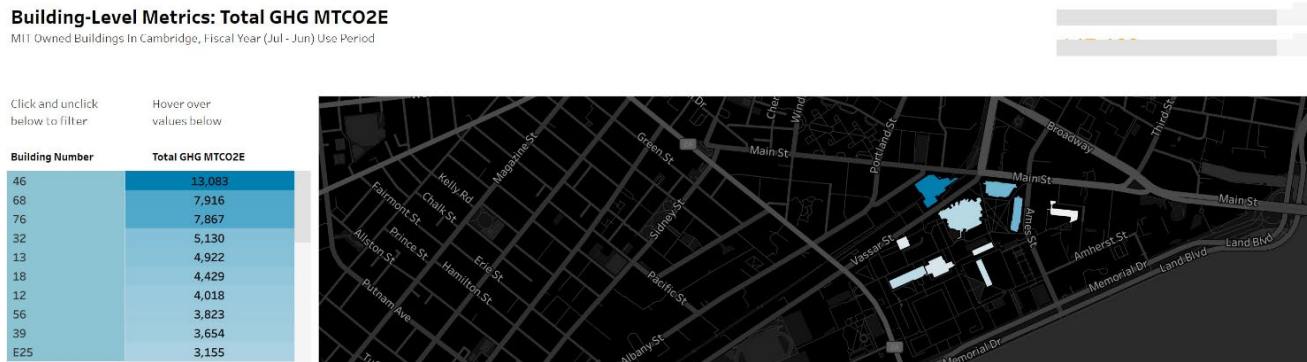 Building-Level Metrics: Total GHG MTCO2E
MIT Owned Buildings In Cambridge, Fiscal Year (Jul - Jun) Use Period
Click and unclick
below to filter
Hover over
values below
Building Number Total GHG MTCO2E
46 13,083
68 7,916
76 7,867
32 5,130
13 4,922
18 4,429
12 4,018
56 3,823
39 3,654
E25 3,155
Magazine St
Kelly Rd
Chalk St
Fairmont St
Prince St
Allston St
Erie St
Hamilton St
Putnam Ave
Green St
Sidney St
Pacific St
Albany St
Main St
Portland St
Vassar St
Broadway
Third St
Main St
Main St
Ames St
Amherst St
Memorial Dr
Land Blvd
Land Blvd
Memorial Dr